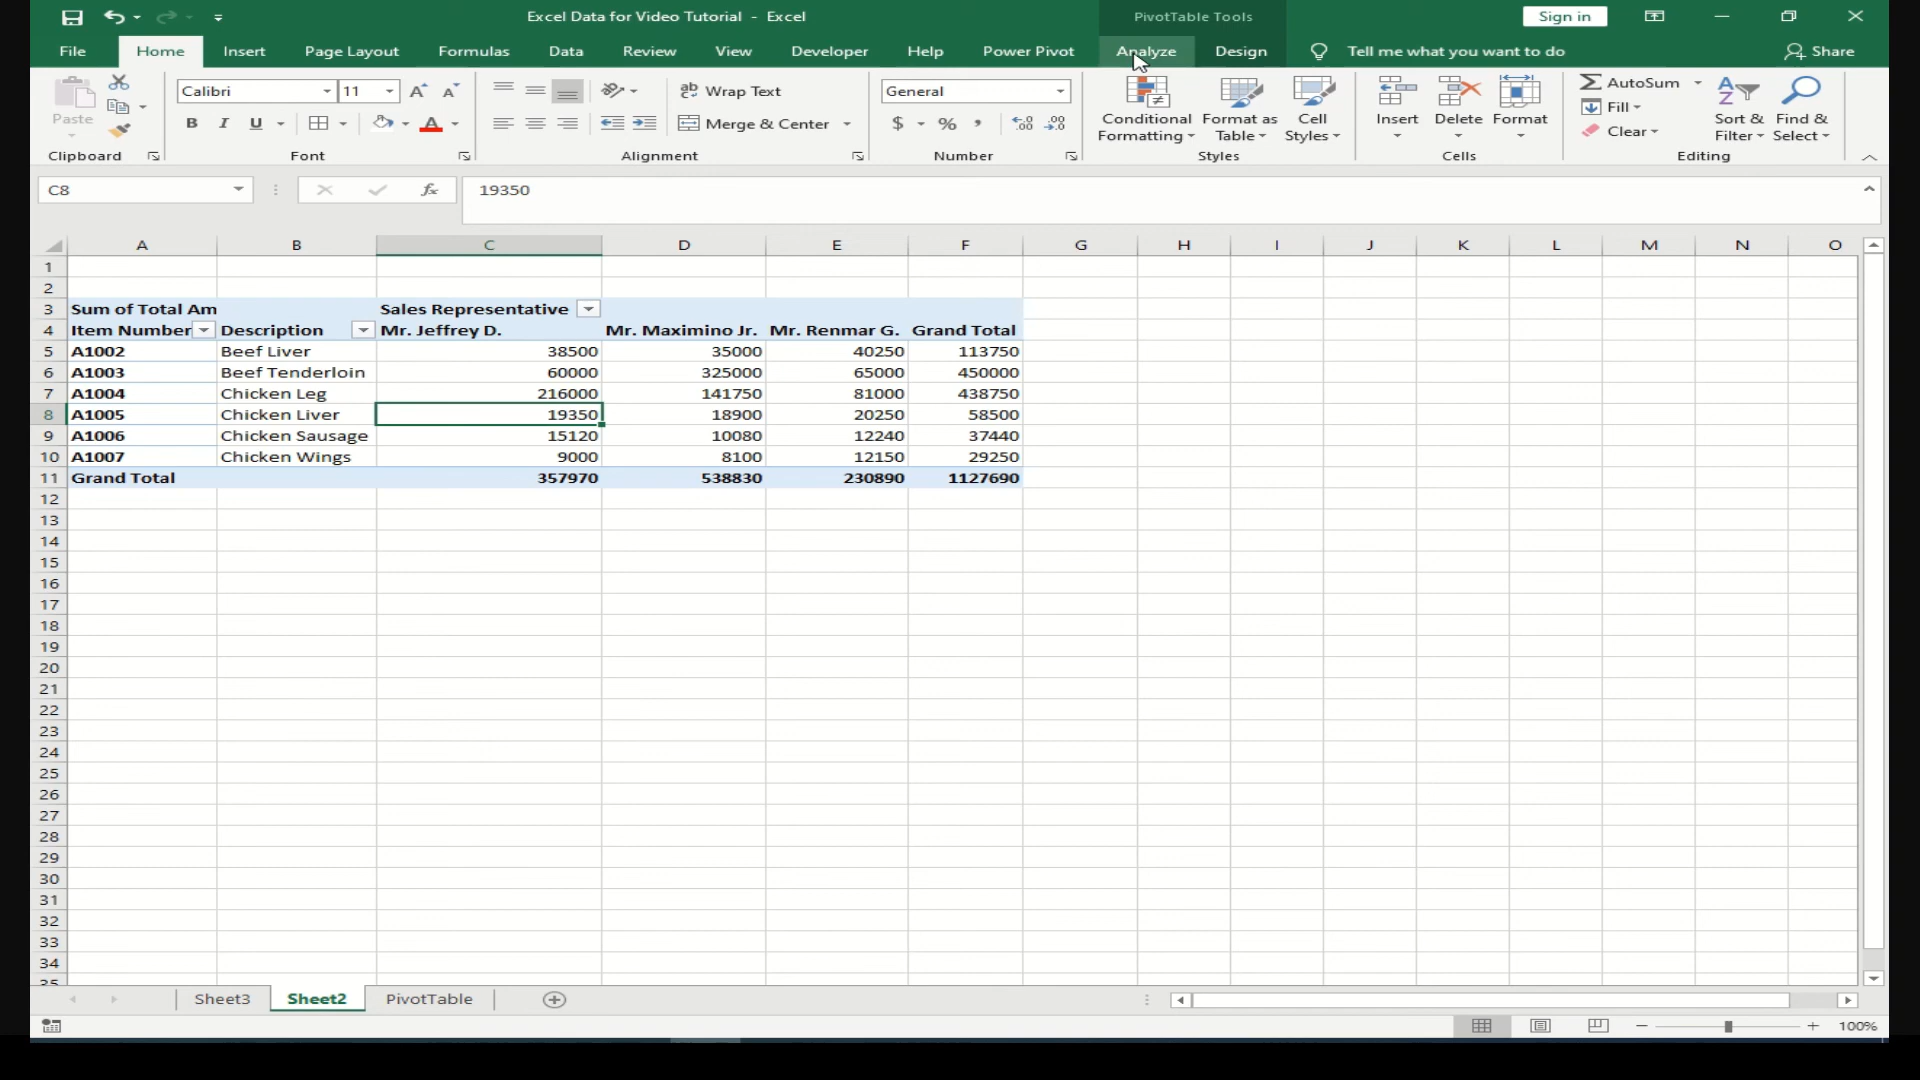 Excel Data for Video Tutorial - Excel
PivotTable Tools
Sign in
File Home Insert Page Layout Formulas Data Review View Developer Help Power Pivot Analyze Design Tell me what you want to do Share
Paste
Calibri 11
B I U A
Wrap Text
Merge & Center
General
$ % ,
Conditional Formatting
Format as Table
Cell Styles
Insert
Delete
Format
AutoSum
Fill
Clear
Sort & Filter
Find & Select
Clipboard Font Alignment Number Styles Cells Editing
C8 fx 19350
A B C D E F G H I J K L M N O
1
2
3 Sum of Total Am Sales Representative
4 Item Number Description Mr. Jeffrey D. Mr. Maximino Jr. Mr. Renmar G. Grand Total
5 A1002 Beef Liver 38500 35000 40250 113750
6 A1003 Beef Tenderloin 60000 325000 65000 450000
7 A1004 Chicken Leg 216000 141750 81000 438750
8 A1005 Chicken Liver 19350 18900 20250 58500
9 A1006 Chicken Sausage 15120 10080 12240 37440
10 A1007 Chicken Wings 9000 8100 12150 29250
11 Grand Total 357970 538830 230890 1127690
12
13
14
15
16
17
18
19
20
21
22
23
24
25
26
27
28
29
30
31
32
33
34
35
Sheet3 Sheet2 PivotTable
100%